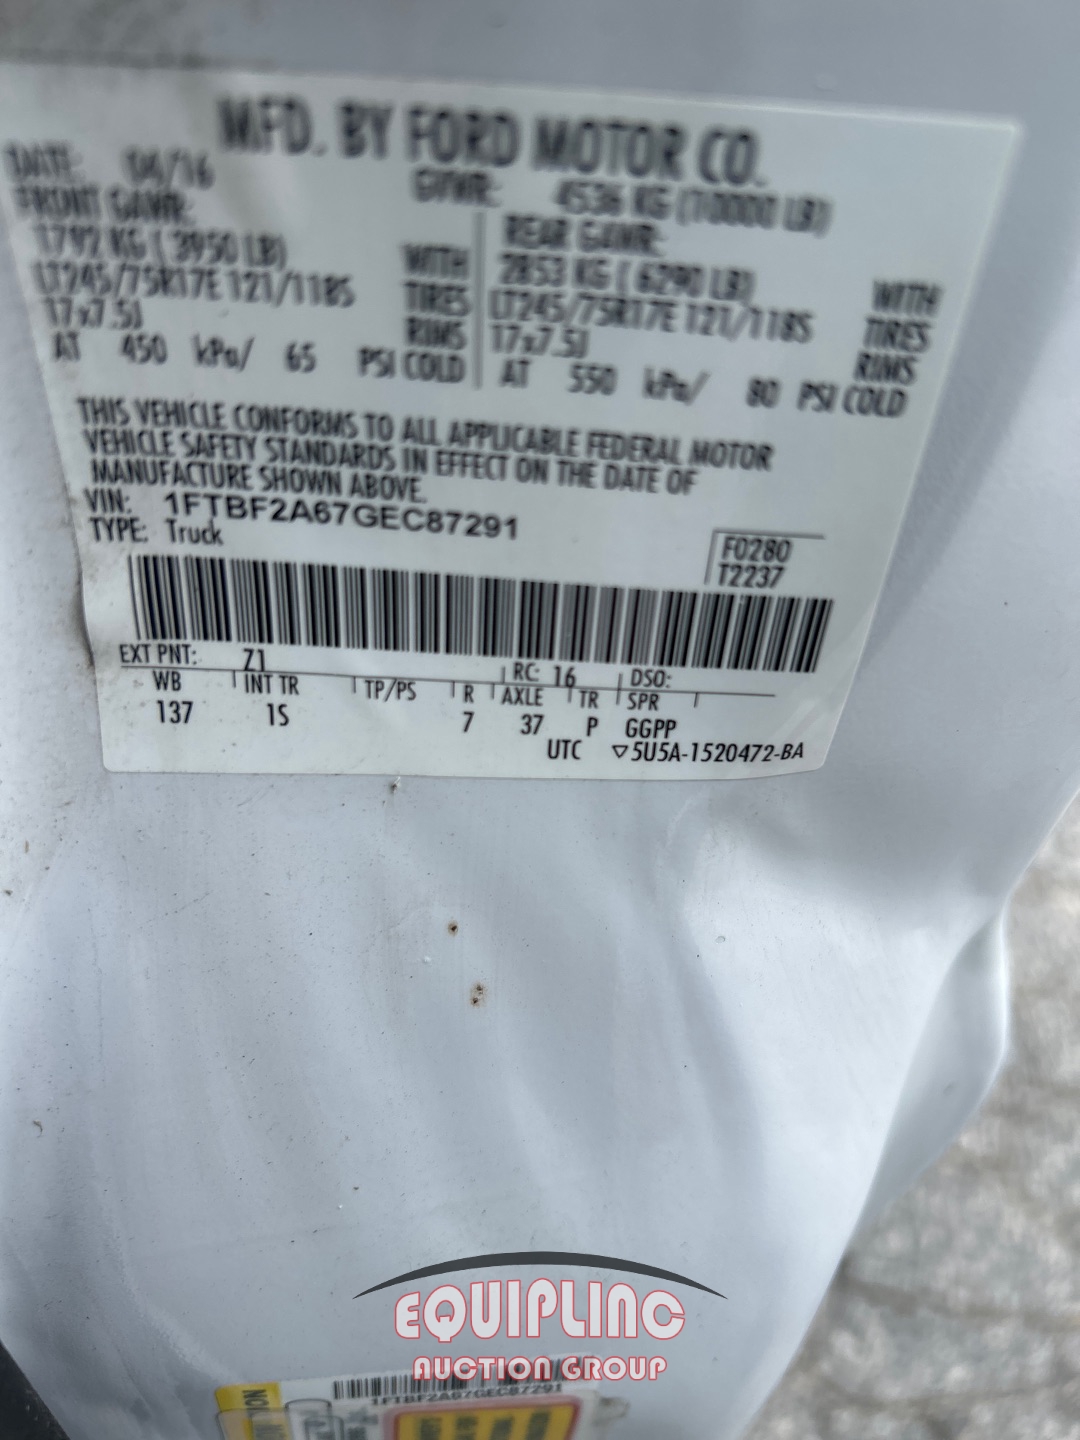 MFD. BY FORD MOTOR CO.
DATE: 04/16 GVWR: 4536 KG (10000 LB)
FRONT GAWR: REAR GAWR:
1792 KG (3950 LB) WITH 2853 KG (6290 LB) WITH
LT245/75R17E 121/118S TIRES LT245/75R17E 121/118S TIRES
17x7.5J RIMS 17x7.5J RIMS
AT 450 kPa/ 65 PSI COLD AT 550 kPa/ 80 PSI COLD
THIS VEHICLE CONFORMS TO ALL APPLICABLE FEDERAL MOTOR
VEHICLE SAFETY STANDARDS IN EFFECT ON THE DATE OF
MANUFACTURE SHOWN ABOVE.
VIN: 1FTBF2A67GEC87291
TYPE: Truck
F0280
T2237
EXT PNT: Z1 RC: 16 DSO:
WB INT TR TP/PS R AXLE TR SPR
137 1S 7 37 P GGPP
UTC ▽5U5A-1520472-BA
EQUIPLINC
AUCTION GROUP
1FTBF2A67GEC87291